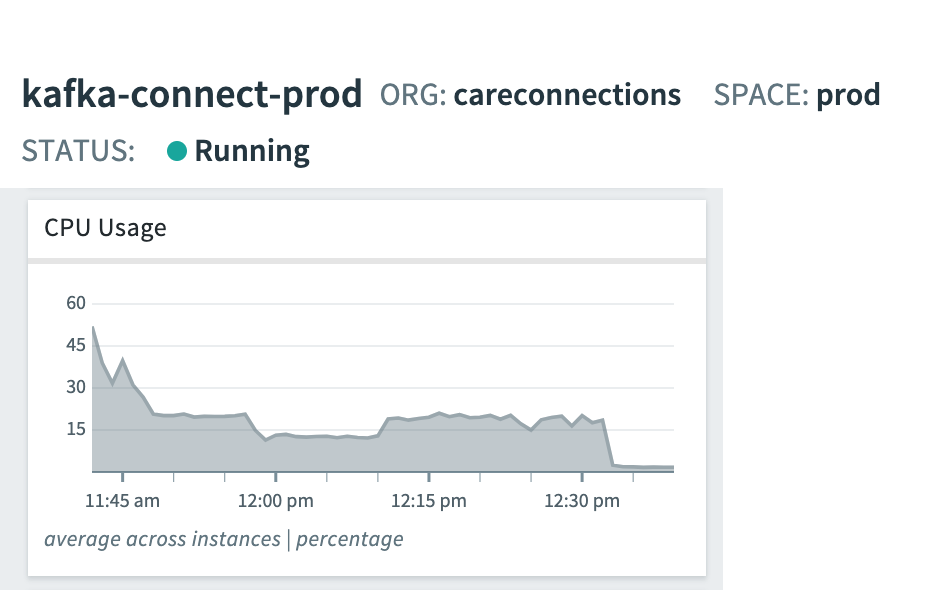 kafka-connect-prod ORG: careconnections SPACE: prod
STATUS: Running
CPU Usage
60
45
30
15
11:45 am 12:00 pm 12:15 pm 12:30 pm
average across instances | percentage